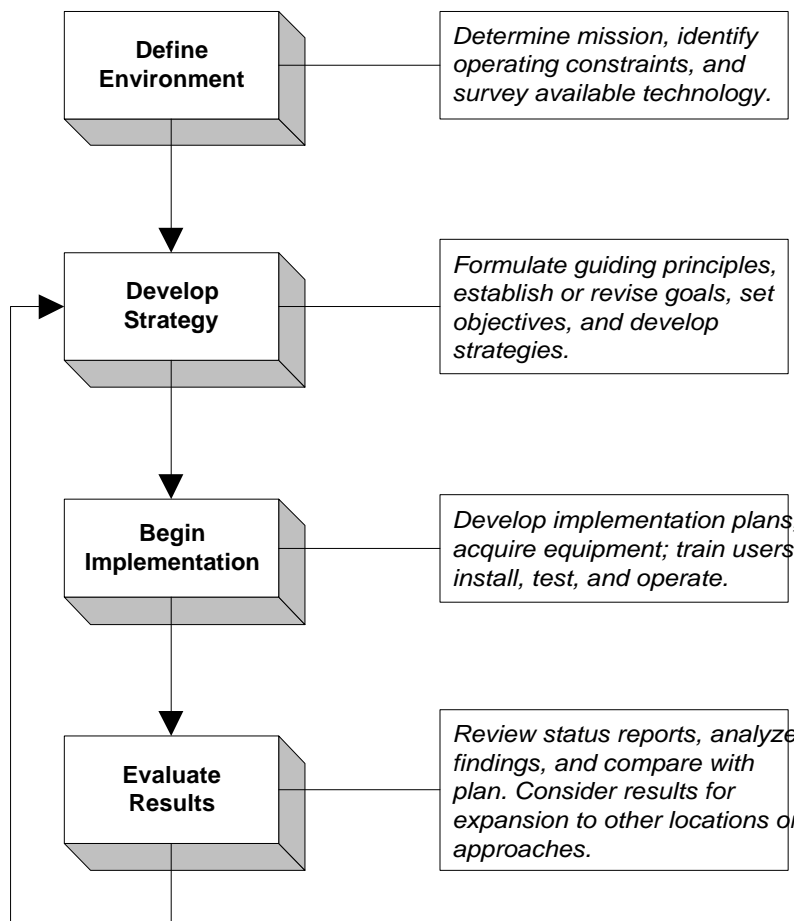 Define
Environment
Determine mission, identify
operating constraints, and
survey available technology.
Develop
Strategy
Formulate guiding principles,
establish or revise goals, set
objectives, and develop
strategies.
Begin
Implementation
Develop implementation plans,
acquire equipment; train users
install, test, and operate.
Evaluate
Results
Review status reports, analyze
findings, and compare with
plan. Consider results for
expansion to other locations or
approaches.